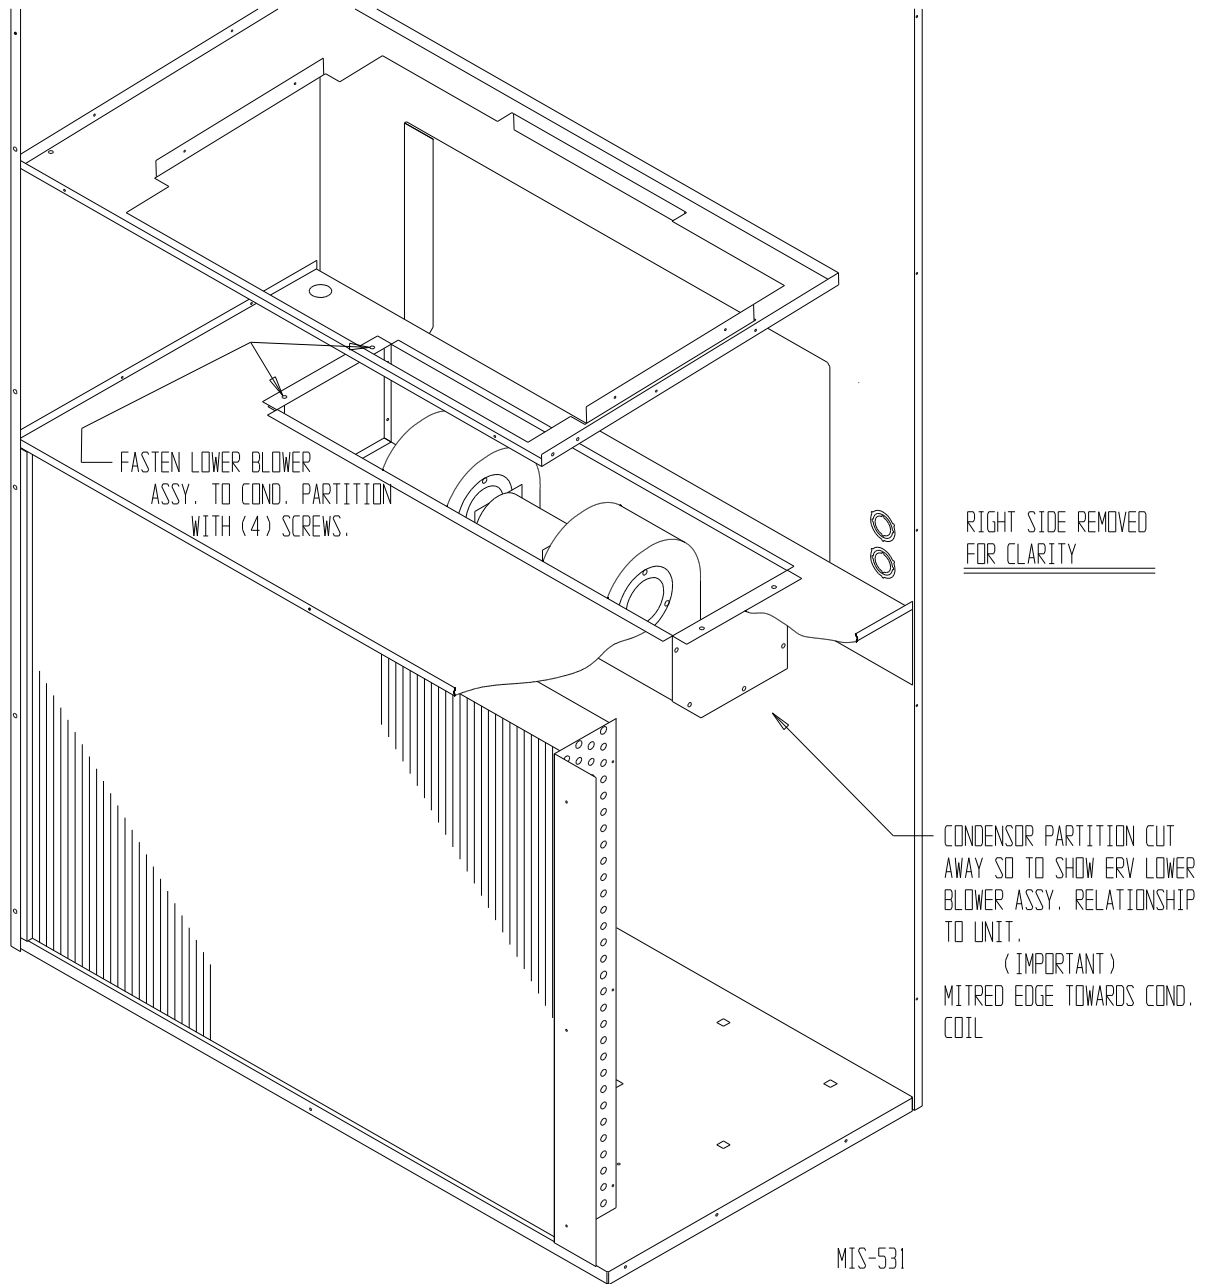 FASTEN LOWER BLOWER
ASSY. TO COND. PARTITION
WITH (4) SCREWS.
RIGHT SIDE REMOVED
FOR CLARITY
CONDENSOR PARTITION CUT
AWAY SO TO SHOW ERV LOWER
BLOWER ASSY. RELATIONSHIP
TO UNIT.
(IMPORTANT)
MITRED EDGE TOWARDS COND.
COIL
MIS-531